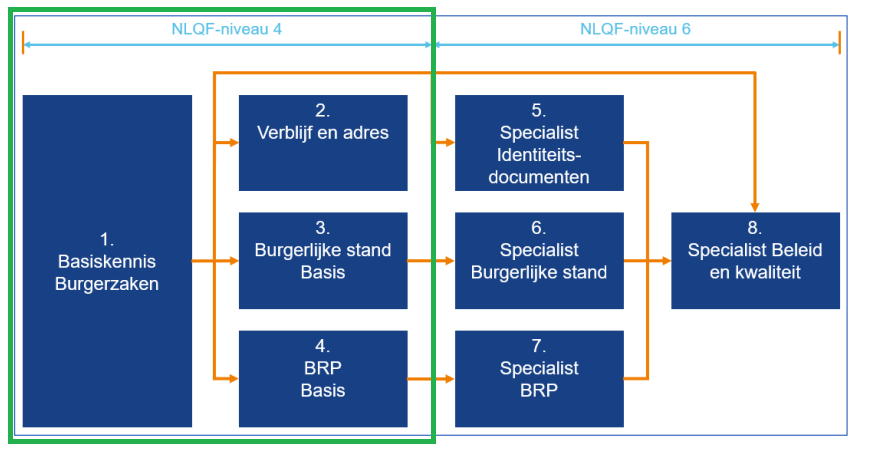 NLQF-niveau 4
NLQF-niveau 6
1.
Basiskennis
Burgerzaken
2.
Verblijf en adres
3.
Burgerlijke stand
Basis
4.
BRP
Basis
5.
Specialist
Identiteits-
documenten
6.
Specialist
Burgerlijke stand
7.
Specialist
BRP
8.
Specialist Beleid
en kwaliteit